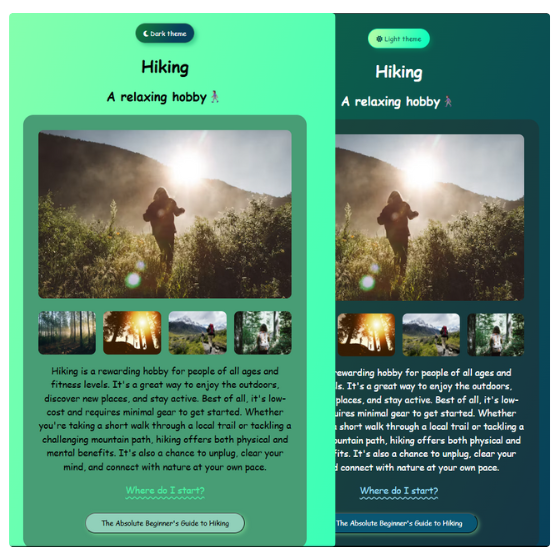 Dark theme
Hiking
A relaxing hobby
Hiking is a rewarding hobby for people of all ages and
fitness levels. It's a great way to enjoy the outdoors,
discover new places, and stay active. Best of all, it's low-
cost and requires minimal gear to get started. Whether
you're taking a short walk through a local trail or tackling a
challenging mountain path, hiking offers both physical and
mental benefits. It's also a chance to unplug, clear your
mind, and connect with nature at your own pace.
Where do I start?
The Absolute Beginner's Guide to Hiking
Light theme
Hiking
A relaxing hobby
rewarding hobby for people of all ages and
ls. It's a great way to enjoy the outdoors,
places, and stay active. Best of all, it's low-
uires minimal gear to get started. Whether
a short walk through a local trail or tackling a
ountain path, hiking offers both physical and
fits. It's also a chance to unplug, clear your
d connect with nature at your own pace.
Where do I start?
The Absolute Beginner's Guide to Hiking